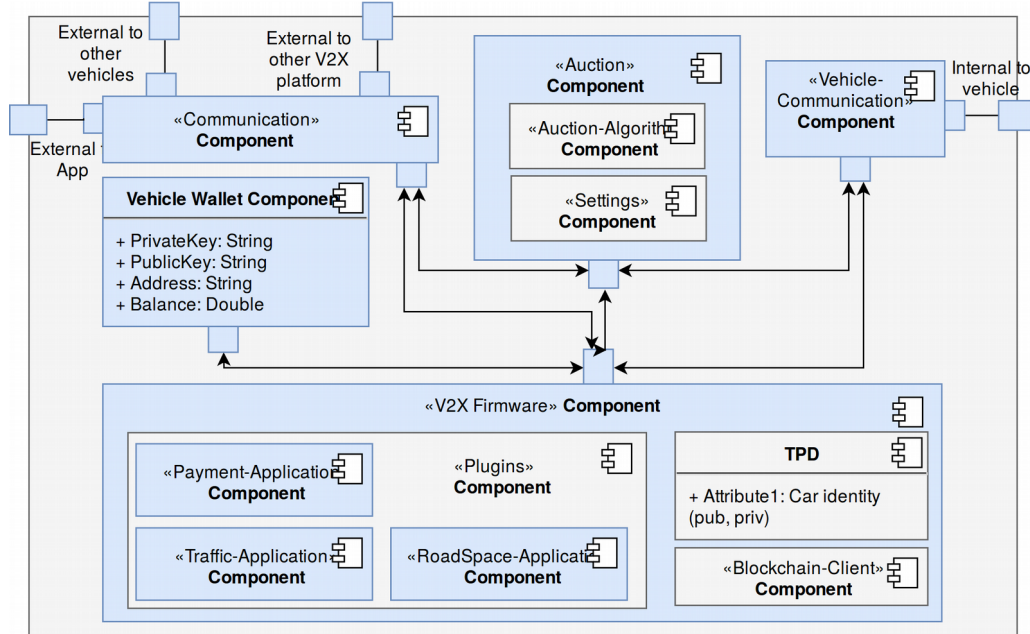 External to
other
vehicles
External to
other V2X
platform
External
App
«Communication»
Component
«Auction»
Component
«Auction-Algorith
Component
«Settings»
Component
«Vehicle-
Communication»
Component
Internal to
vehicle
Vehicle Wallet Componen
+ PrivateKey: String
+ PublicKey: String
+ Address: String
+ Balance: Double
«V2X Firmware» Component
«Payment-Application
Component
«Plugins»
Component
«Traffic-Application»
Component
«RoadSpace-Applicati
Component
TPD
+ Attribute1: Car identity
(pub, priv)
«Blockchain-Client»
Component